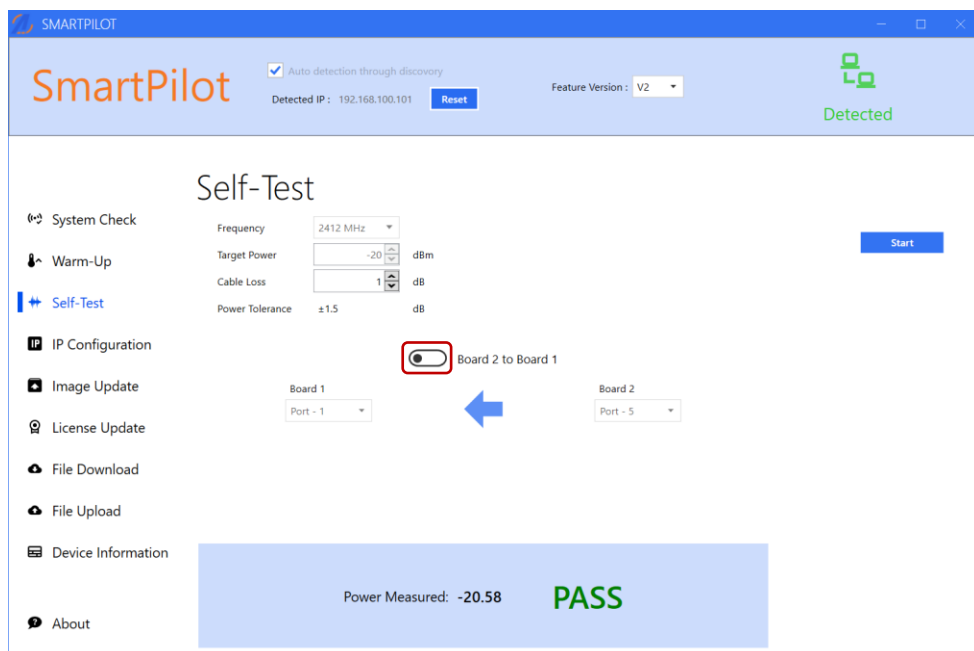 SMARTPILOT
SmartPilot
Auto detection through discovory
Detected IP : 192.168.100.101 Reset
Feature Version : V2
Detected
Self-Test
System Check
Warm-Up
Self-Test
IP IP Configuration
Image Update
License Update
File Download
File Upload
Device Information
? About
Frequency 2412 MHz
Target Power -20 dBm
Cable Loss 1 dB
Power Tolerance ±1.5 dB
Start
Board 2 to Board 1
Board 1 Board 2
Port - 1 Port - 5
Power Measured: -20.58 PASS